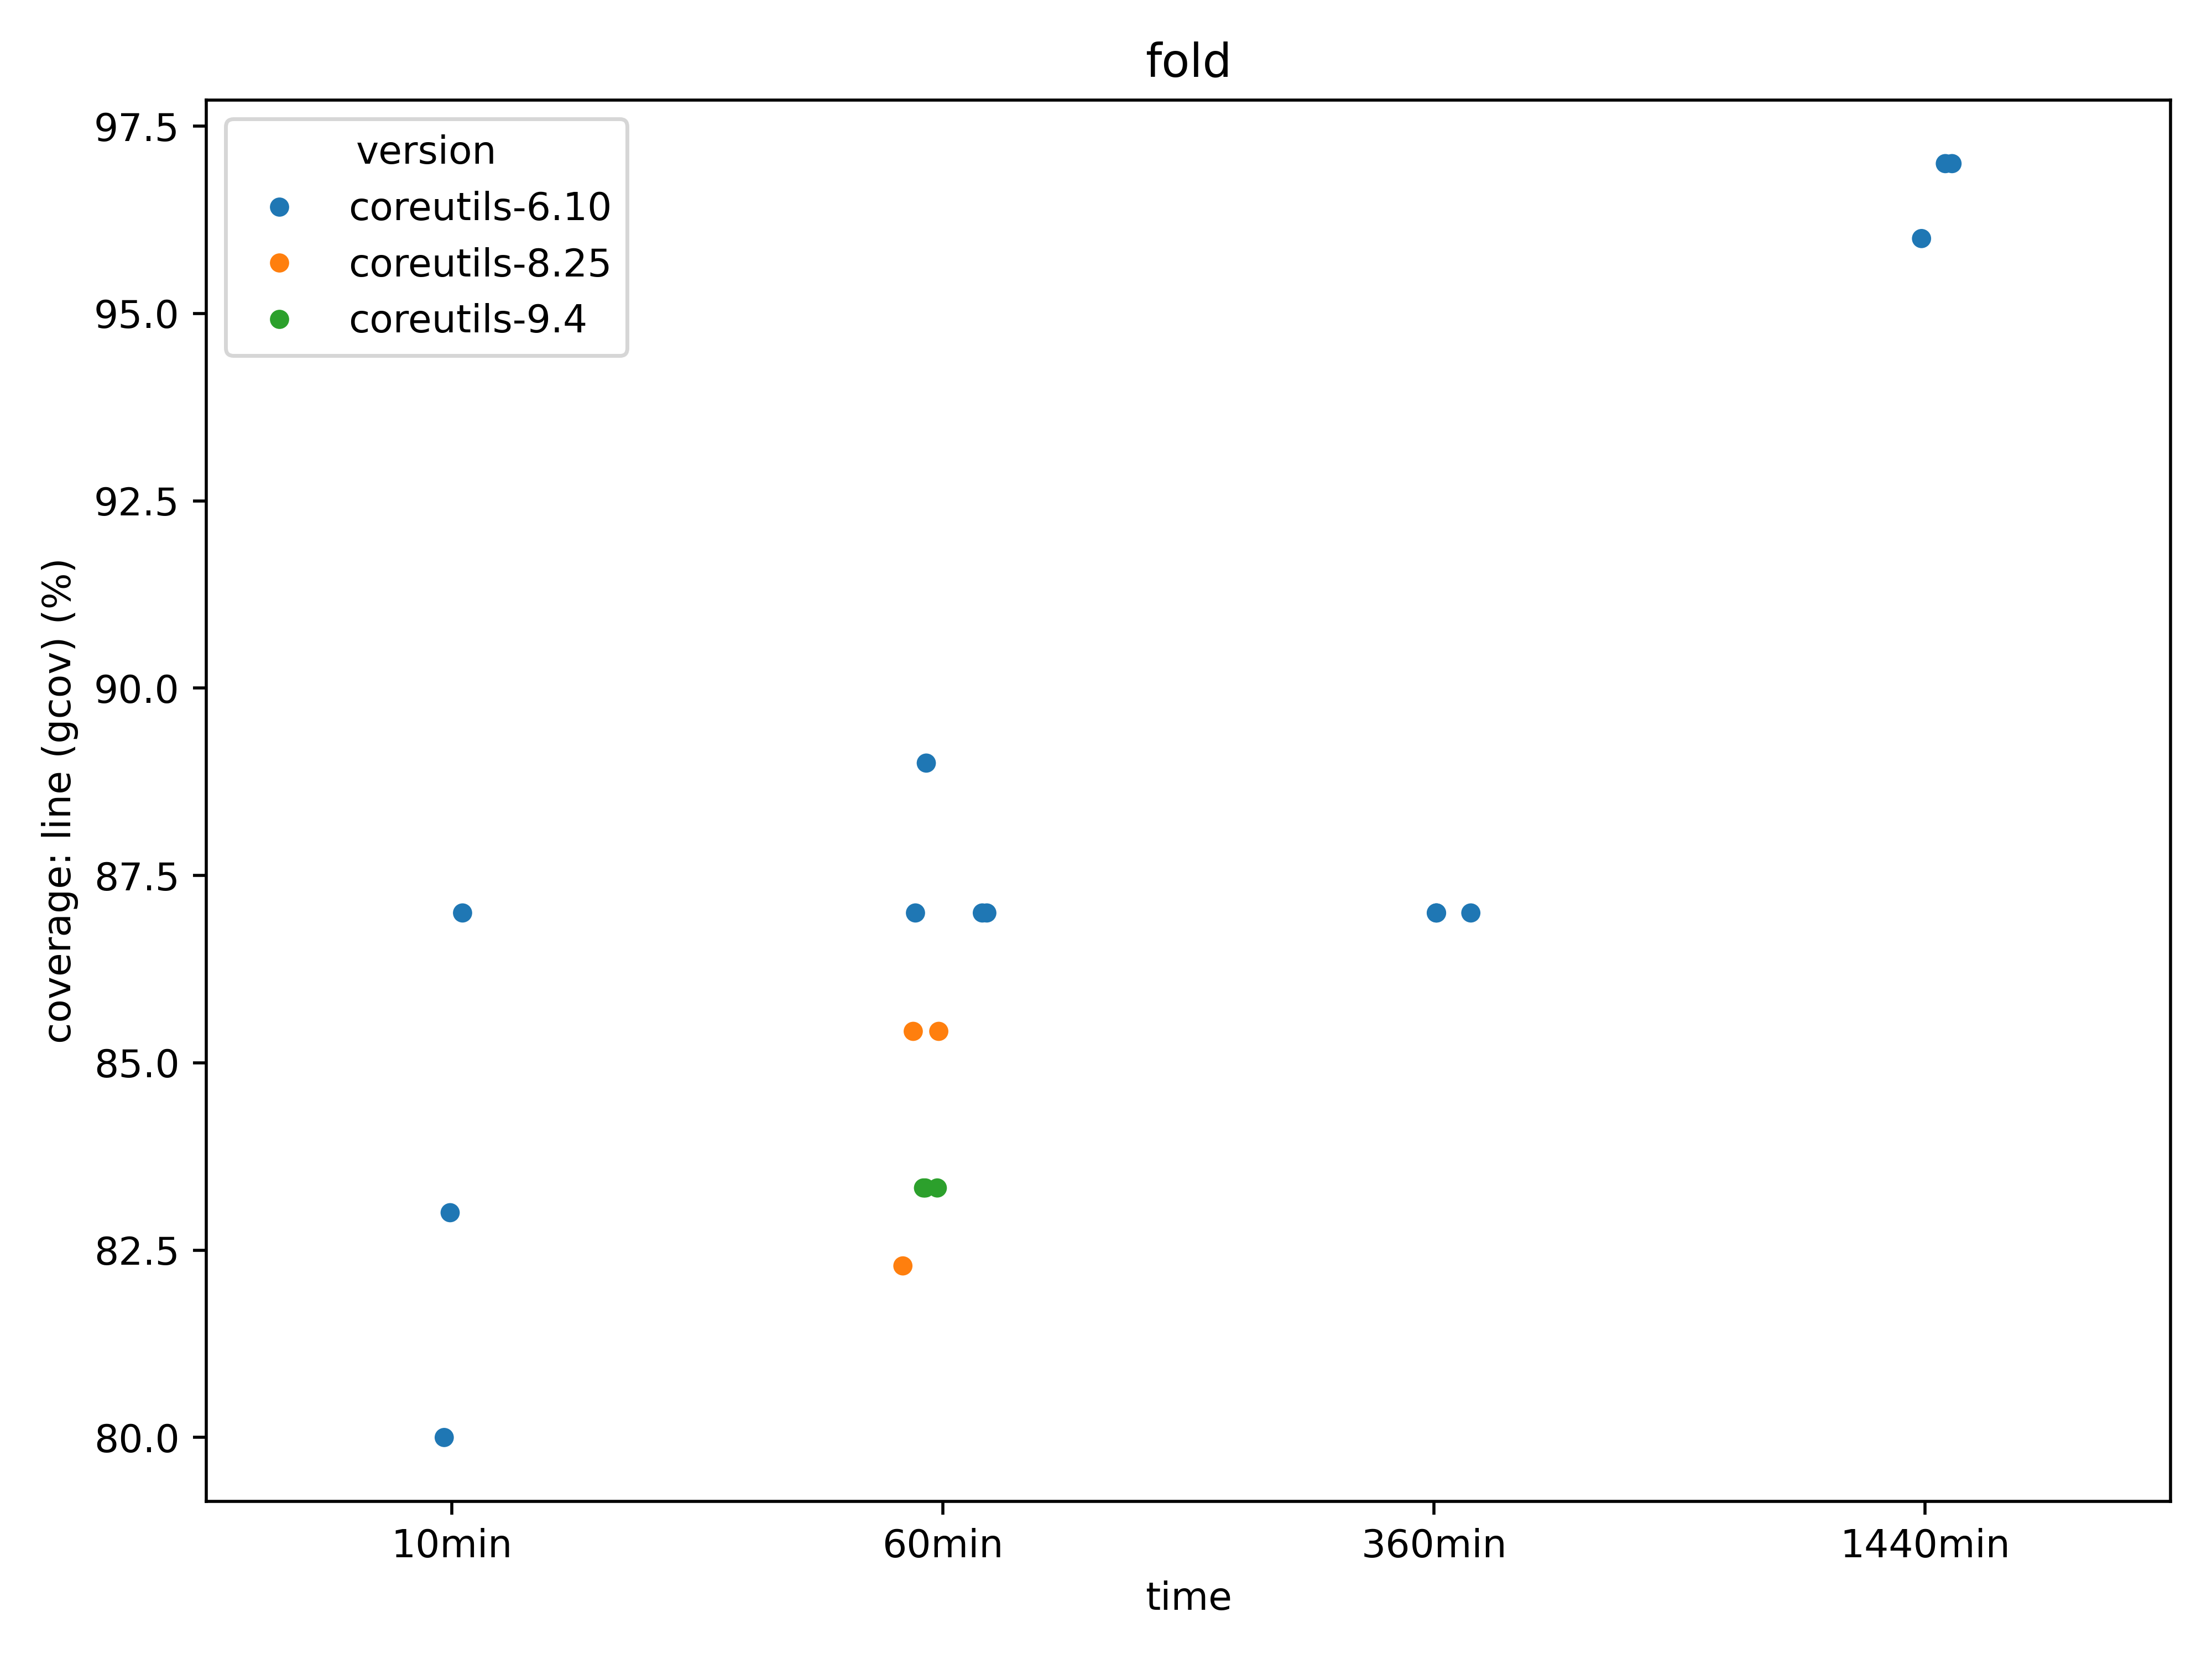 fold
version
coreutils-6.10
coreutils-8.25
coreutils-9.4
97.5
95.0
92.5
90.0
87.5
85.0
82.5
80.0
coverage: line (gcov) (%)
10min
60min
360min
1440min
time